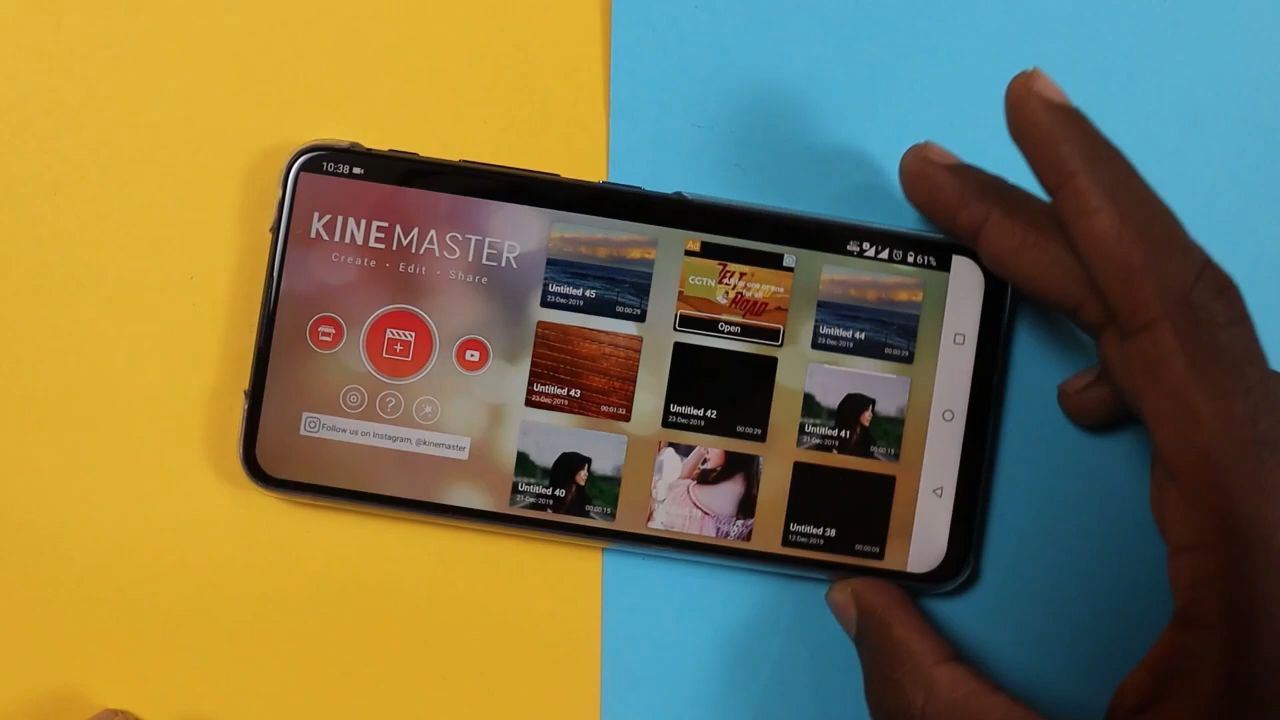 10:38
61%
KINEMASTER
Create • Edit • Share
Follow us on Instagram, @kinemaster
Untitled 45
23-Dec-2019
00:00:29
Ad
CGTN
Open
Untitled 44
23-Dec-2019
00:00:29
Untitled 43
23-Dec-2019
00:01:33
Untitled 42
23-Dec-2019
00:00:29
Untitled 41
21-Dec-2019
00:00:15
Untitled 40
21-Dec-2019
00:00:15
Untitled 38
12-Dec-2019
00:00:09